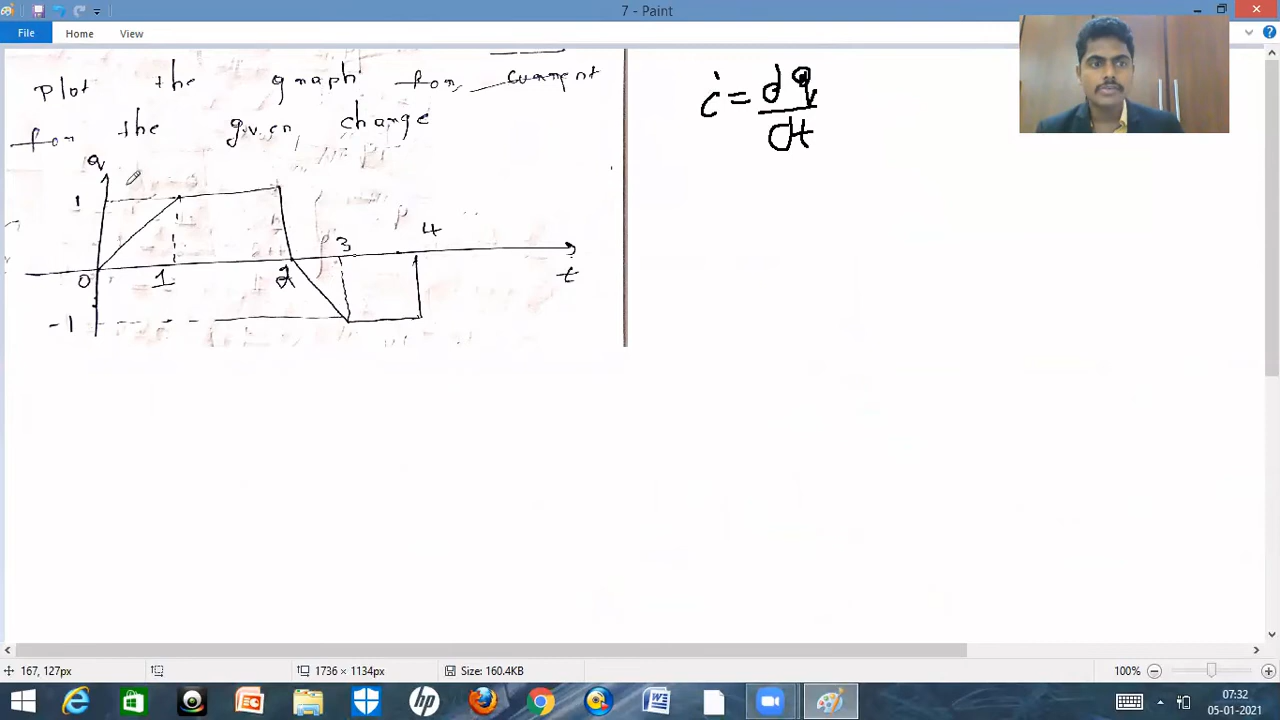 7 - Paint
File
Home
View
Plot the graph for current
for the given charge
q
1
0
1
2
3
4
t
-1
i = dq
dt
167, 127px
1736 × 1134px
Size: 160.4KB
100%
07:32
05-01-2021
hp